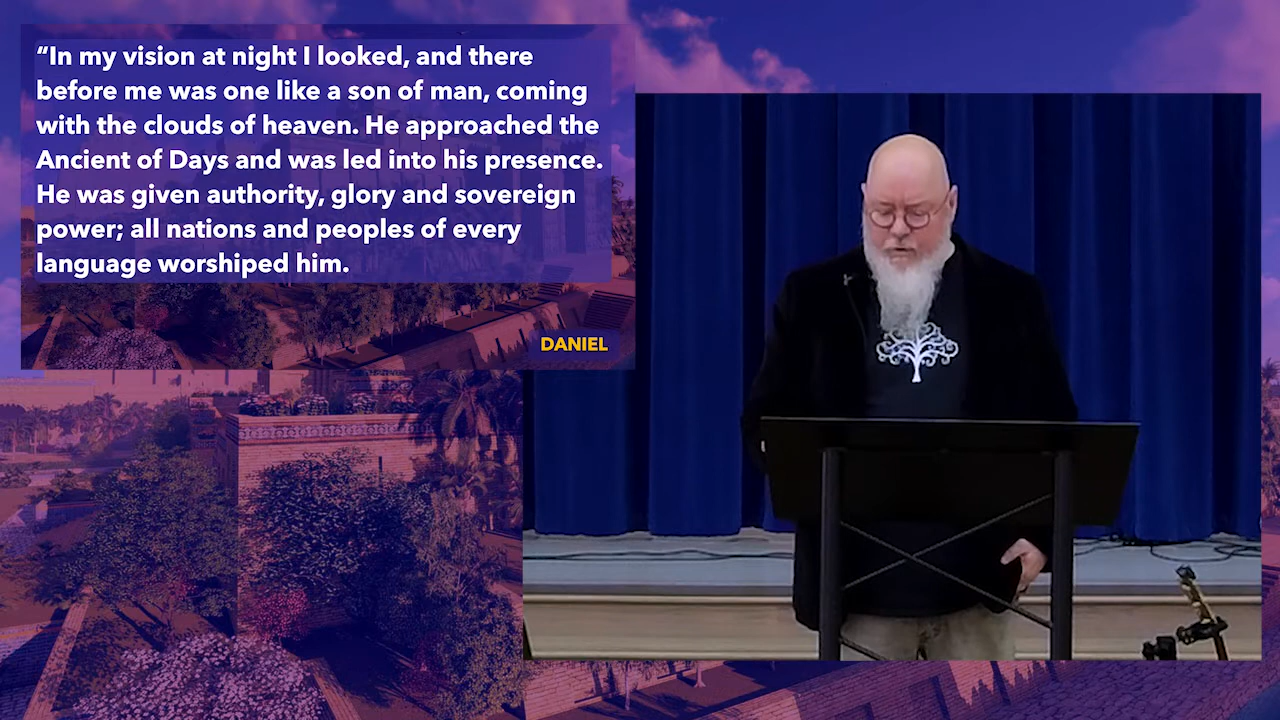 “In my vision at night I looked, and there
before me was one like a son of man, coming
with the clouds of heaven. He approached the
Ancient of Days and was led into his presence.
He was given authority, glory and sovereign
power; all nations and peoples of every
language worshiped him.
DANIEL